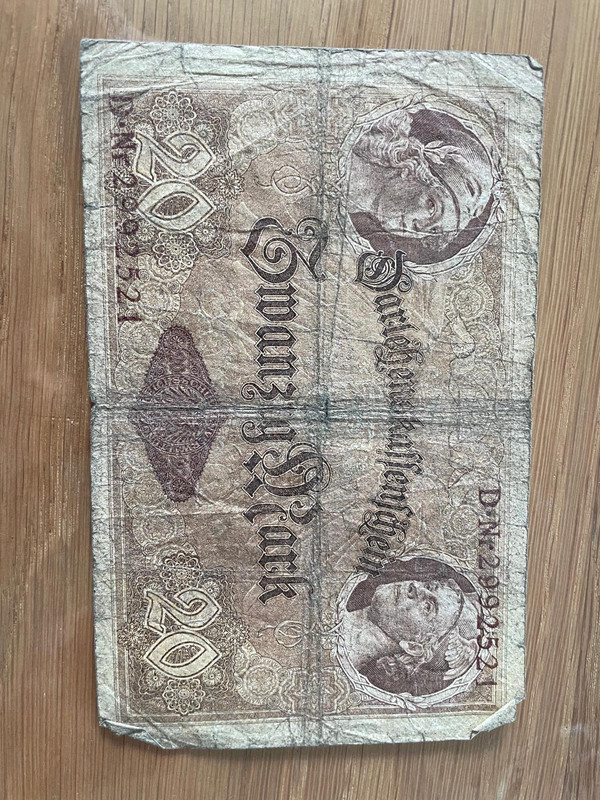 D·Nr 2992521
Darlehenskassenschein
Zwanzig Mark
20 20
D·Nr 2992521